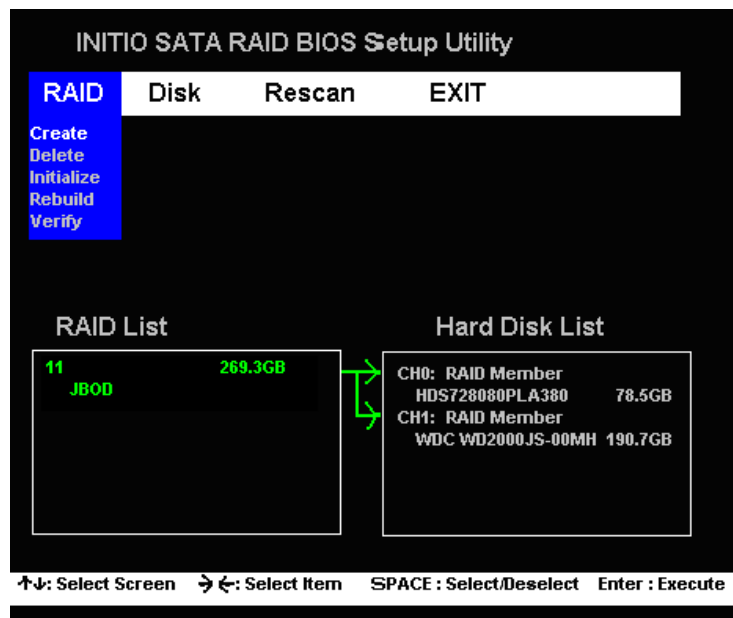 INITIO SATA RAID BIOS Setup Utility
RAID Disk Rescan EXIT
Create
Delete
Initialize
Rebuild
Verify
RAID List
11 269.3GB
JBOD
Hard Disk List
CH0: RAID Member
HDS728080PLA380 78.5GB
CH1: RAID Member
WDC WD2000JS-00MH 190.7GB
↑↓: Select Screen →←: Select Item SPACE : Select/Deselect Enter : Execute